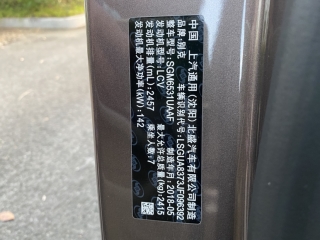 中国 上汽通用(沈阳)北盛汽车有限公司制造
品牌:别克 车辆识别代号:LSGUA8373JF096392
整车型号:SGM6531UAAF 制造年月:2018-05
发动机型号:LCV 最大允许总质量(kg):2415
发动机排量(mL):2457 乘坐人数:7
发动机最大净功率(kW):142